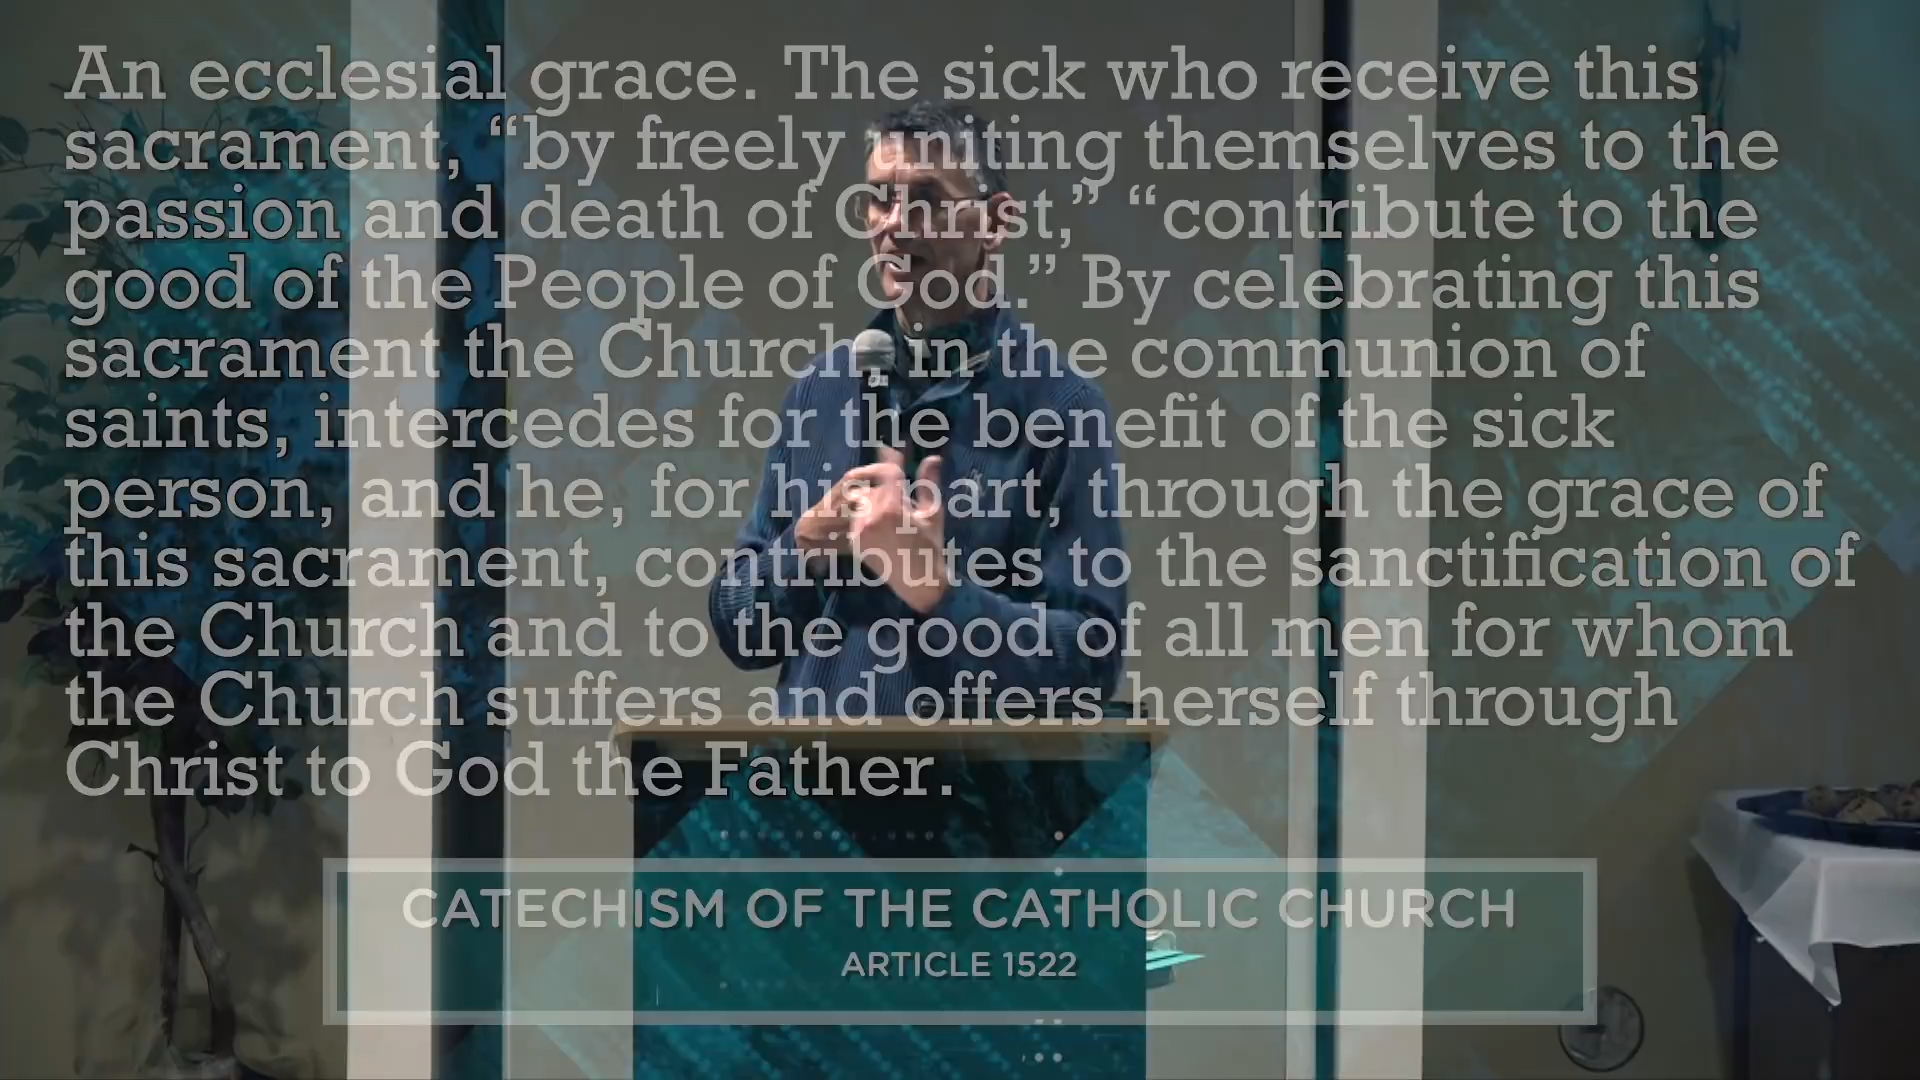 An ecclesial grace. The sick who receive this
sacrament, “by freely uniting themselves to the
passion and death of Christ,” “contribute to the
good of the People of God.” By celebrating this
sacrament the Church, in the communion of
saints, intercedes for the benefit of the sick
person, and he, for his part, through the grace of
this sacrament, contributes to the sanctification of
the Church and to the good of all men for whom
the Church suffers and offers herself through
Christ to God the Father.
CATECHISM OF THE CATHOLIC CHURCH
ARTICLE 1522